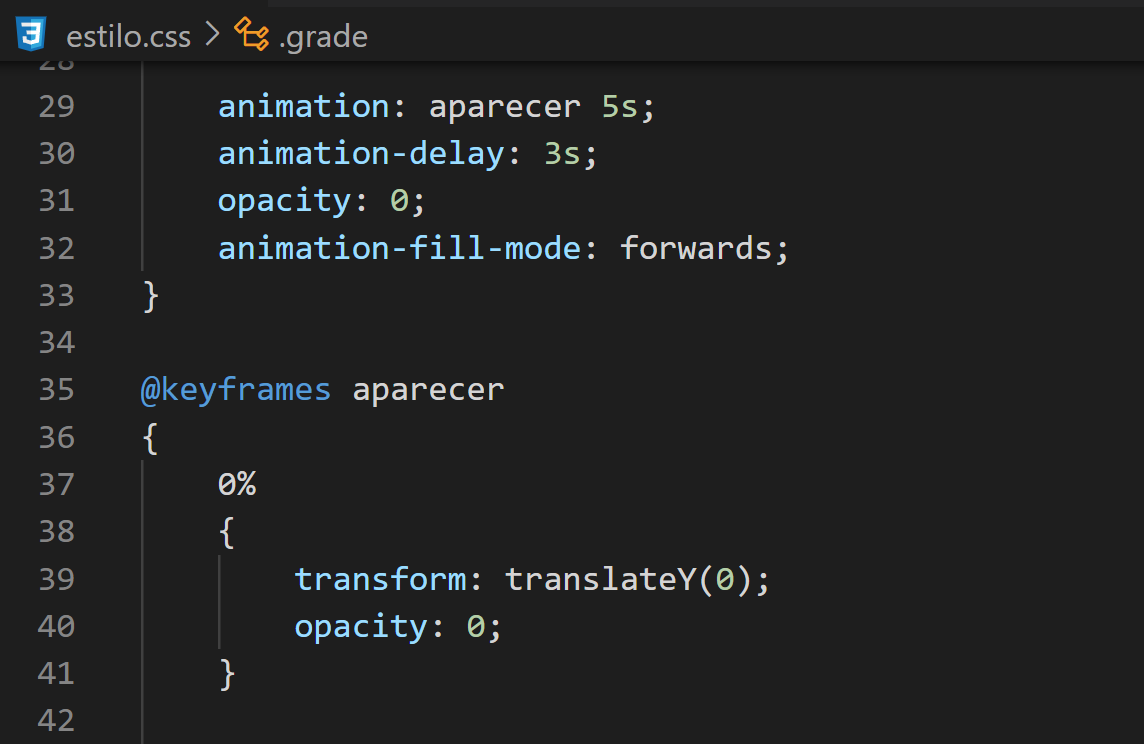 estilo.css > .grade
28
29 animation: aparecer 5s;
30 animation-delay: 3s;
31 opacity: 0;
32 animation-fill-mode: forwards;
33 }
34
35 @keyframes aparecer
36 {
37 0%
38 {
39 transform: translateY(0);
40 opacity: 0;
41 }
42